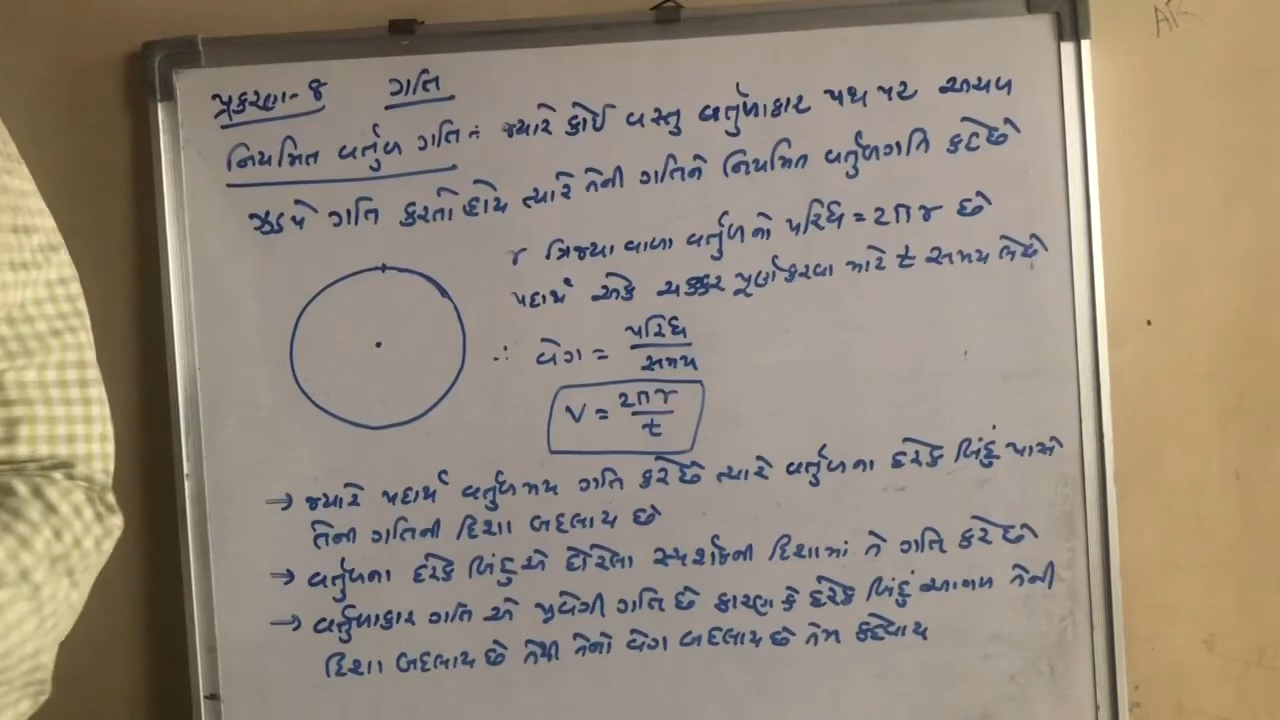 પ્રકરણ-8 ગતિ
નિયમિત વર્તુળ ગતિ :- જ્યારે કોઈ વસ્તુ વર્તુળાકાર પથ પર અચળ
ઝડપે ગતિ કરતો હોય ત્યારે તેની ગતિને નિયમિત વર્તુળગતિ કહે છે
r ત્રિજ્યા વાળા વર્તુળનો પરિઘ = 2πr છે
પદાર્થ એક ચક્કર પૂર્ણ કરવા માટે t સમય લે છે
∴ વેગ = પરિઘ / સમય
V = 2πr / t
→ જ્યારે પદાર્થ વર્તુળમય ગતિ કરે છે ત્યારે વર્તુળના દરેક બિંદુ પાસે
તેની ગતિની દિશા બદલાય છે
→ વર્તુળના દરેક બિંદુએ દોરેલા સ્પર્શકની દિશામાં તે ગતિ કરે છે
→ વર્તુળાકાર ગતિ એ પ્રવેગી ગતિ છે કારણ કે દરેક બિંદુ આગળ તેની
દિશા બદલાય છે તેથી તેનો વેગ બદલાય છે તેમ કહેવાય